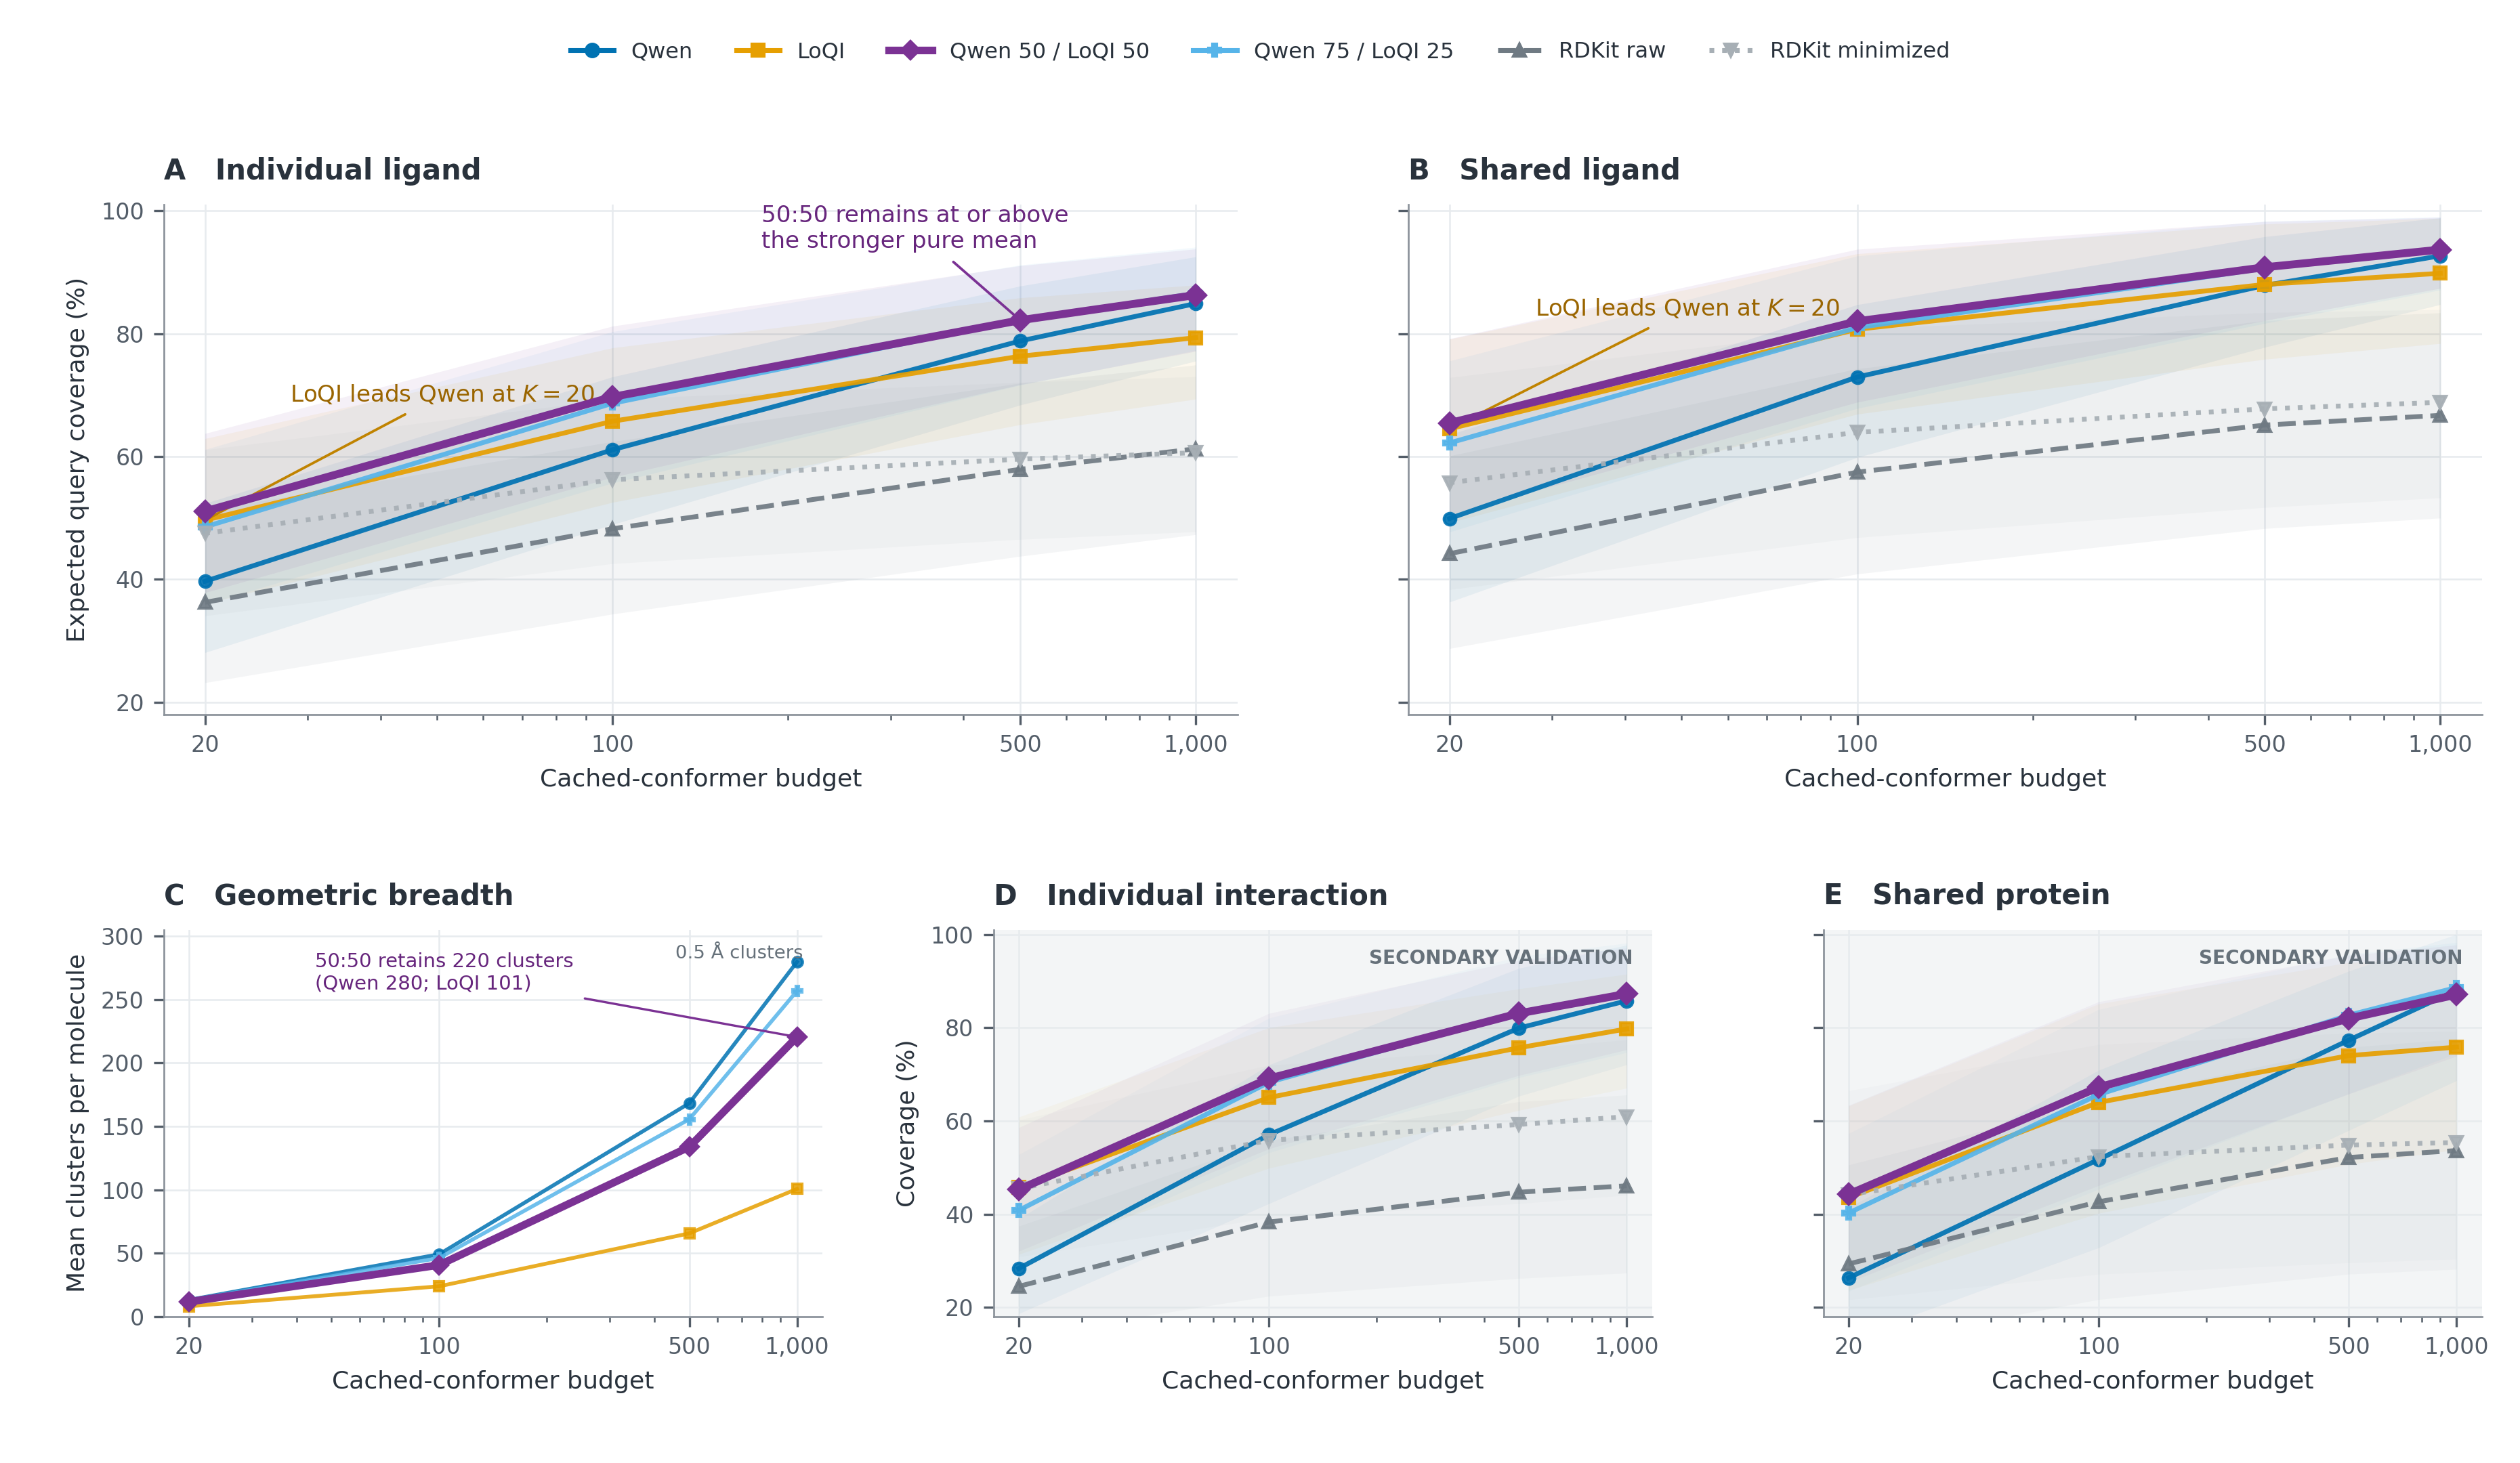 Qwen
LoQI
Qwen 50 / LoQI 50
Qwen 75 / LoQI 25
RDKit raw
RDKit minimized
A Individual ligand
50:50 remains at or above
the stronger pure mean
LoQI leads Qwen at K = 20
Expected query coverage (%)
100
80
60
40
20
20
100
500
1,000
Cached-conformer budget
B Shared ligand
LoQI leads Qwen at K = 20
20
100
500
1,000
Cached-conformer budget
C Geometric breadth
0.5 Å clusters
50:50 retains 220 clusters
(Qwen 280; LoQI 101)
Mean clusters per molecule
300
250
200
150
100
50
0
20
100
500
1,000
Cached-conformer budget
D Individual interaction
SECONDARY VALIDATION
Coverage (%)
100
80
60
40
20
20
100
500
1,000
Cached-conformer budget
E Shared protein
SECONDARY VALIDATION
20
100
500
1,000
Cached-conformer budget